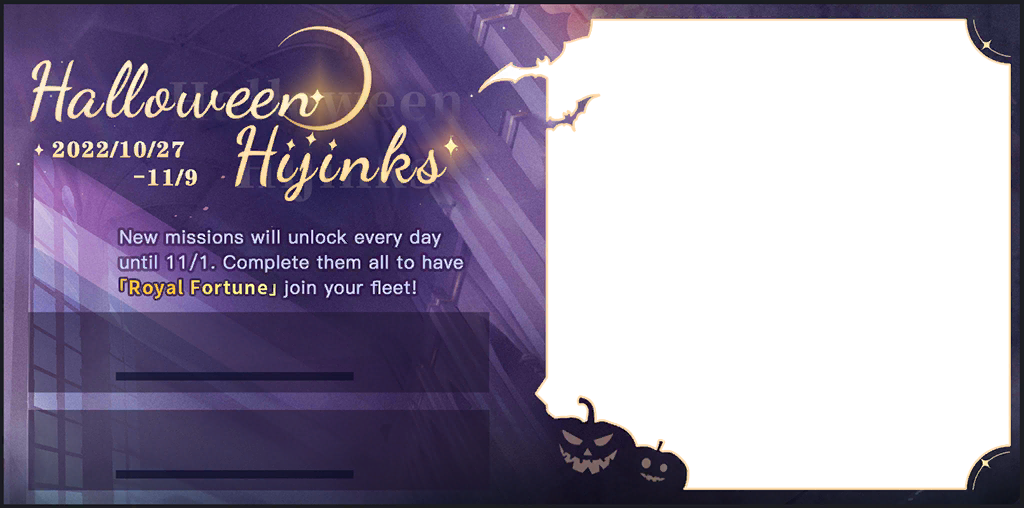 Halloween
Hijinks
2022/10/27
-11/9
New missions will unlock every day
until 11/1. Complete them all to have
「Royal Fortune」 join your fleet!